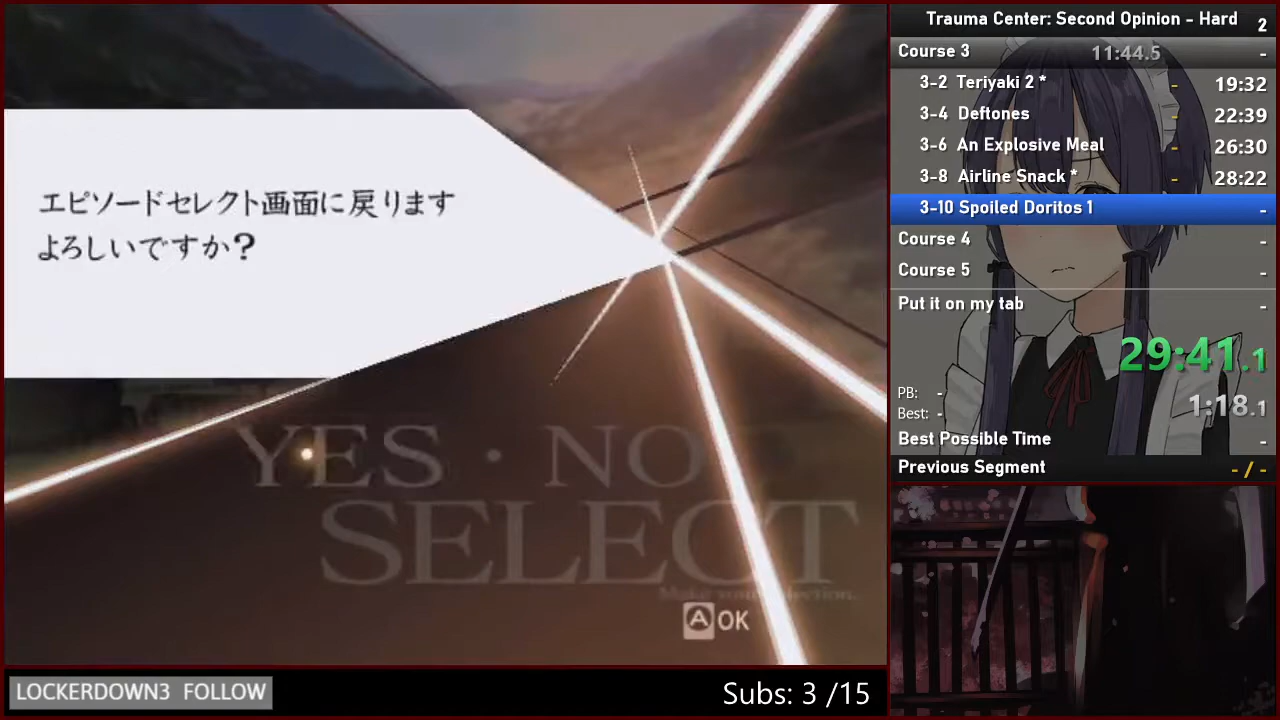 エピソードセレクト画面に戻ります
よろしいですか?
YES・NO
SELECT
Make your selection.
A OK
LOCKERDOWN3 FOLLOW
Subs: 3 /15
Trauma Center: Second Opinion - Hard 2
Course 3 11:44.5 -
3-2 Teriyaki 2 * - 19:32
3-4 Deftones - 22:39
3-6 An Explosive Meal - 26:30
3-8 Airline Snack * - 28:22
3-10 Spoiled Doritos 1 -
Course 4 -
Course 5 -
Put it on my tab -
29:41.1
PB: -
Best: -
1:18.1
Best Possible Time -
Previous Segment - / -